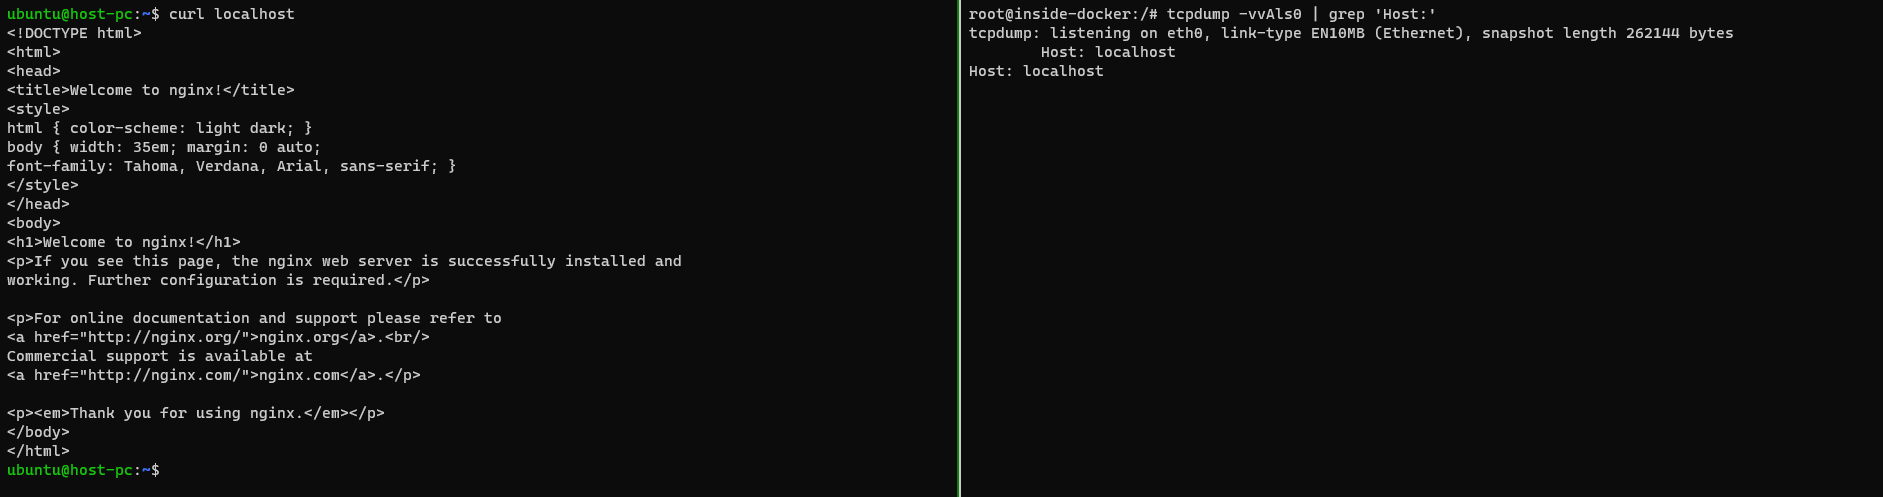 ubuntu@host-pc:~$ curl localhost
<!DOCTYPE html>
<html>
<head>
<title>Welcome to nginx!</title>
<style>
html { color-scheme: light dark; }
body { width: 35em; margin: 0 auto;
font-family: Tahoma, Verdana, Arial, sans-serif; }
</style>
</head>
<body>
<h1>Welcome to nginx!</h1>
<p>If you see this page, the nginx web server is successfully installed and
working. Further configuration is required.</p>

<p>For online documentation and support please refer to
<a href="http://nginx.org/">nginx.org</a>.<br/>
Commercial support is available at
<a href="http://nginx.com/">nginx.com</a>.</p>

<p><em>Thank you for using nginx.</em></p>
</body>
</html>
ubuntu@host-pc:~$
root@inside-docker:/# tcpdump -vvAls0 | grep 'Host:'
tcpdump: listening on eth0, link-type EN10MB (Ethernet), snapshot length 262144 bytes
        Host: localhost
Host: localhost